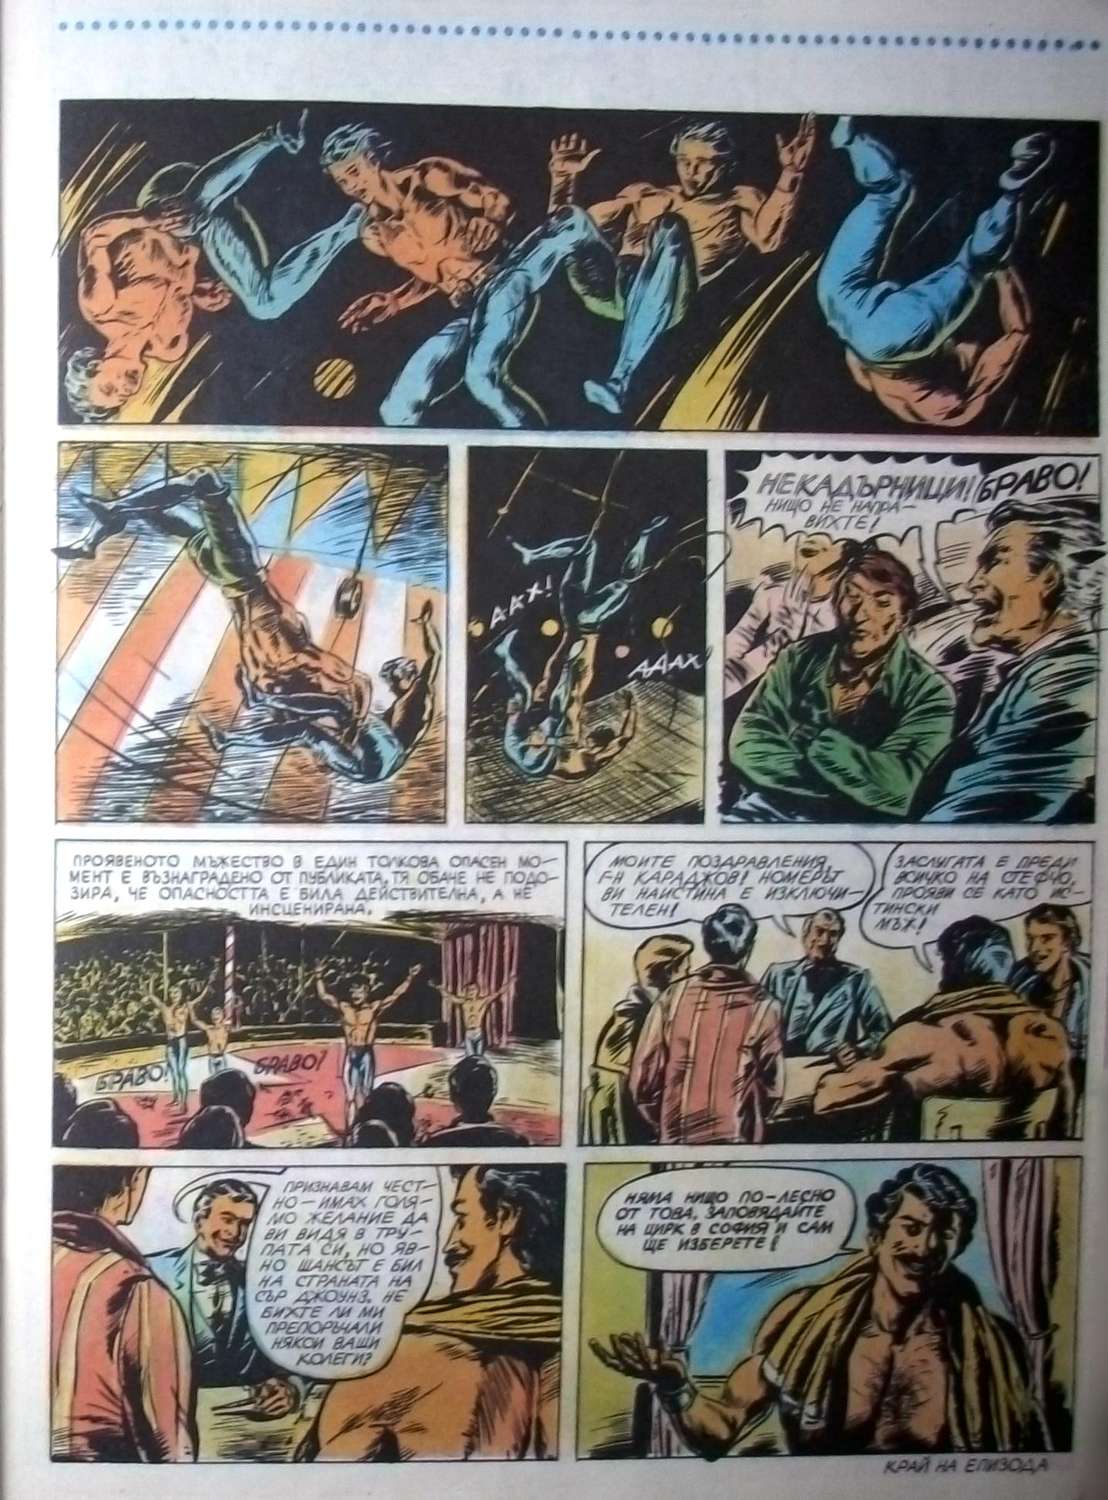 НЕКАДЪРНИЦИ!
НИЩО НЕ НАПРА-
ВИХТЕ!
БРАВО!
ААХ!
АДАХ!
ПРОЯВЕНОТО МЪЖЕСТВО В ЕДИН ТОЛКОВА ОПАСЕН МО-
МЕНТ Е ВЪЗНАГРАДЕНО ОТ ПУБЛИКАТА, ТЯ ОБАЧЕ НЕ ПОДО-
ЗИРА, ЧЕ ОПАСНОСТТА Е БИЛА ДЕЙСТВИТЕЛНА, А НЕ
ИНСЦЕНИРАНА.
БРАВО!
БРАВО!
МОИТЕ ПОЗДРАВЛЕНИЯ,
Г-Н КАРАДЖОВ! НОМЕРЪТ
ВИ НАИСТИНА Е ИЗКЛЮЧИ-
ТЕЛЕН!
ЗАСЛУГАТА Е ПРЕДИ
ВСИЧКО НА СТЕФЧО,
ПРОЯВИ СЕ КАТО ИС-
ТИНСКИ
МЪЖ!
ПРИЗНАВАМ ЧЕСТ-
НО - ИМАХ ГОЛЯ-
МО ЖЕЛАНИЕ ДА
ВИ ВИДЯ В ТРУ-
ПАТА СИ, НО ЯВ-
НО ШАНСЪТ Е БИЛ
НА СТРАНАТА НА
СЪР ДЖОУНЗ. НЕ
БИХТЕ ЛИ МИ
ПРЕПОРЪЧАЛИ
НЯКОИ ВАШИ
КОЛЕГИ?
НЯМА НИЩО ПО-ЛЕСНО
ОТ ТОВА, ЗАПОВЯДАЙТЕ
НА ЦИРК В СОФИЯ И САМ
ЩЕ ИЗБЕРЕТЕ!
КРАЙ НА ЕПИЗОДА